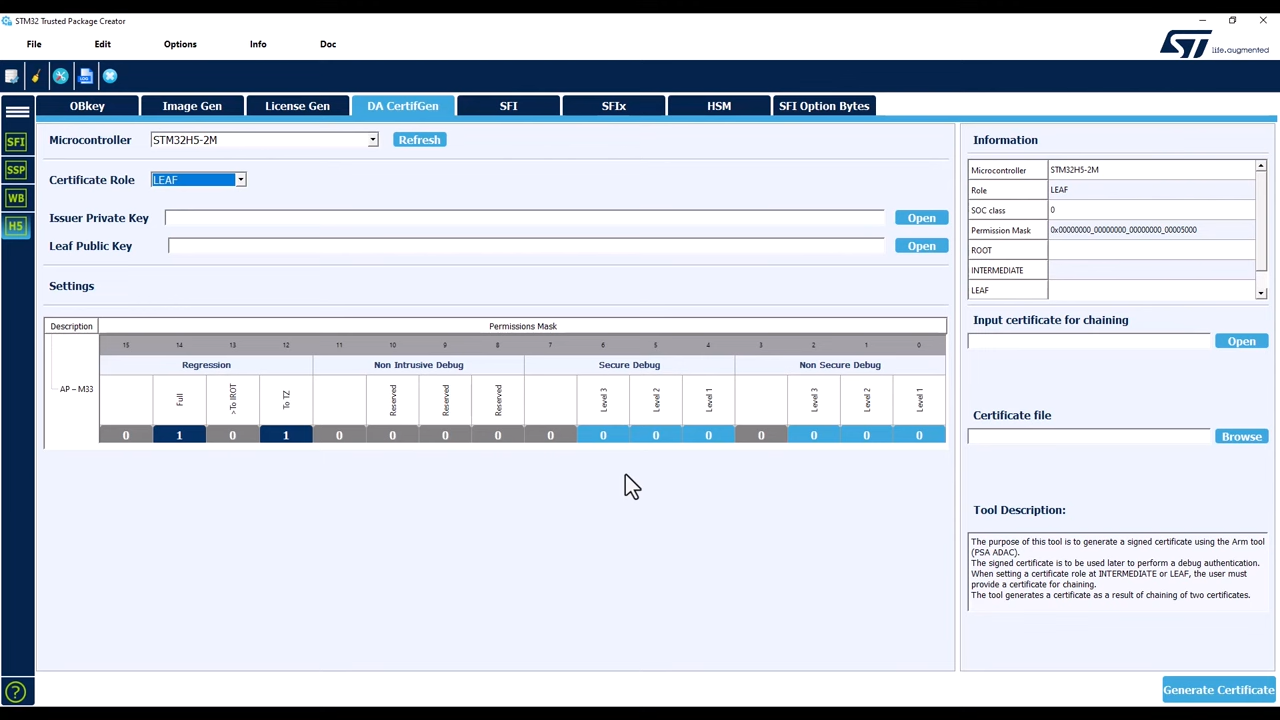 STM32 Trusted Package Creator
File Edit Options Info Doc
ST life.augmented
OBkey Image Gen License Gen DA CertifGen SFI SFIx HSM SFI Option Bytes
SFI
SSP
WB
H5
Microcontroller STM32H5-2M Refresh
Certificate Role LEAF
Issuer Private Key Open
Leaf Public Key Open
Settings
Description Permissions Mask
15 14 13 12 11 10 9 8 7 6 5 4 3 2 1 0
Regression Non Intrusive Debug Secure Debug Non Secure Debug
AP – M33 Full >To IROT To TZ Reserved Reserved Reserved Level 3 Level 2 Level 1 Level 3 Level 2 Level 1
0 1 0 1 0 0 0 0 0 0 0 0 0 0 0 0
Information
Microcontroller STM32H5-2M
Role LEAF
SOC class 0
Permission Mask 0x00000000_00000000_00000000_00005000
ROOT
INTERMEDIATE
LEAF
Input certificate for chaining
Open
Certificate file
Browse
Tool Description:
The purpose of this tool is to generate a signed certificate using the Arm tool
(PSA ADAC).
The signed certificate is to be used later to perform a debug authentication.
When setting a certificate role at INTERMEDIATE or LEAF, the user must
provide a certificate for chaining.
The tool generates a certificate as a result of chaining of two certificates.
?
Generate Certificate